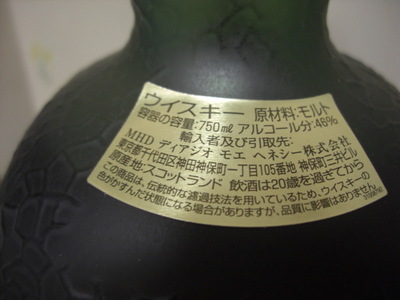 ウイスキー 原材料:モルト
容器の容量:750mℓ アルコール分:46%
輸入者及び引取先:
MHD ディアジオ モエ ヘネシー株式会社
東京都千代田区神田神保町一丁目105番地 神保町三井ビル
原産地:スコットランド 飲酒は20歳を過ぎてから
この商品は、伝統的な濾過技法を用いているため、ウイスキーの
色がかすんだ状態になる場合がありますが、品質に影響はありません。